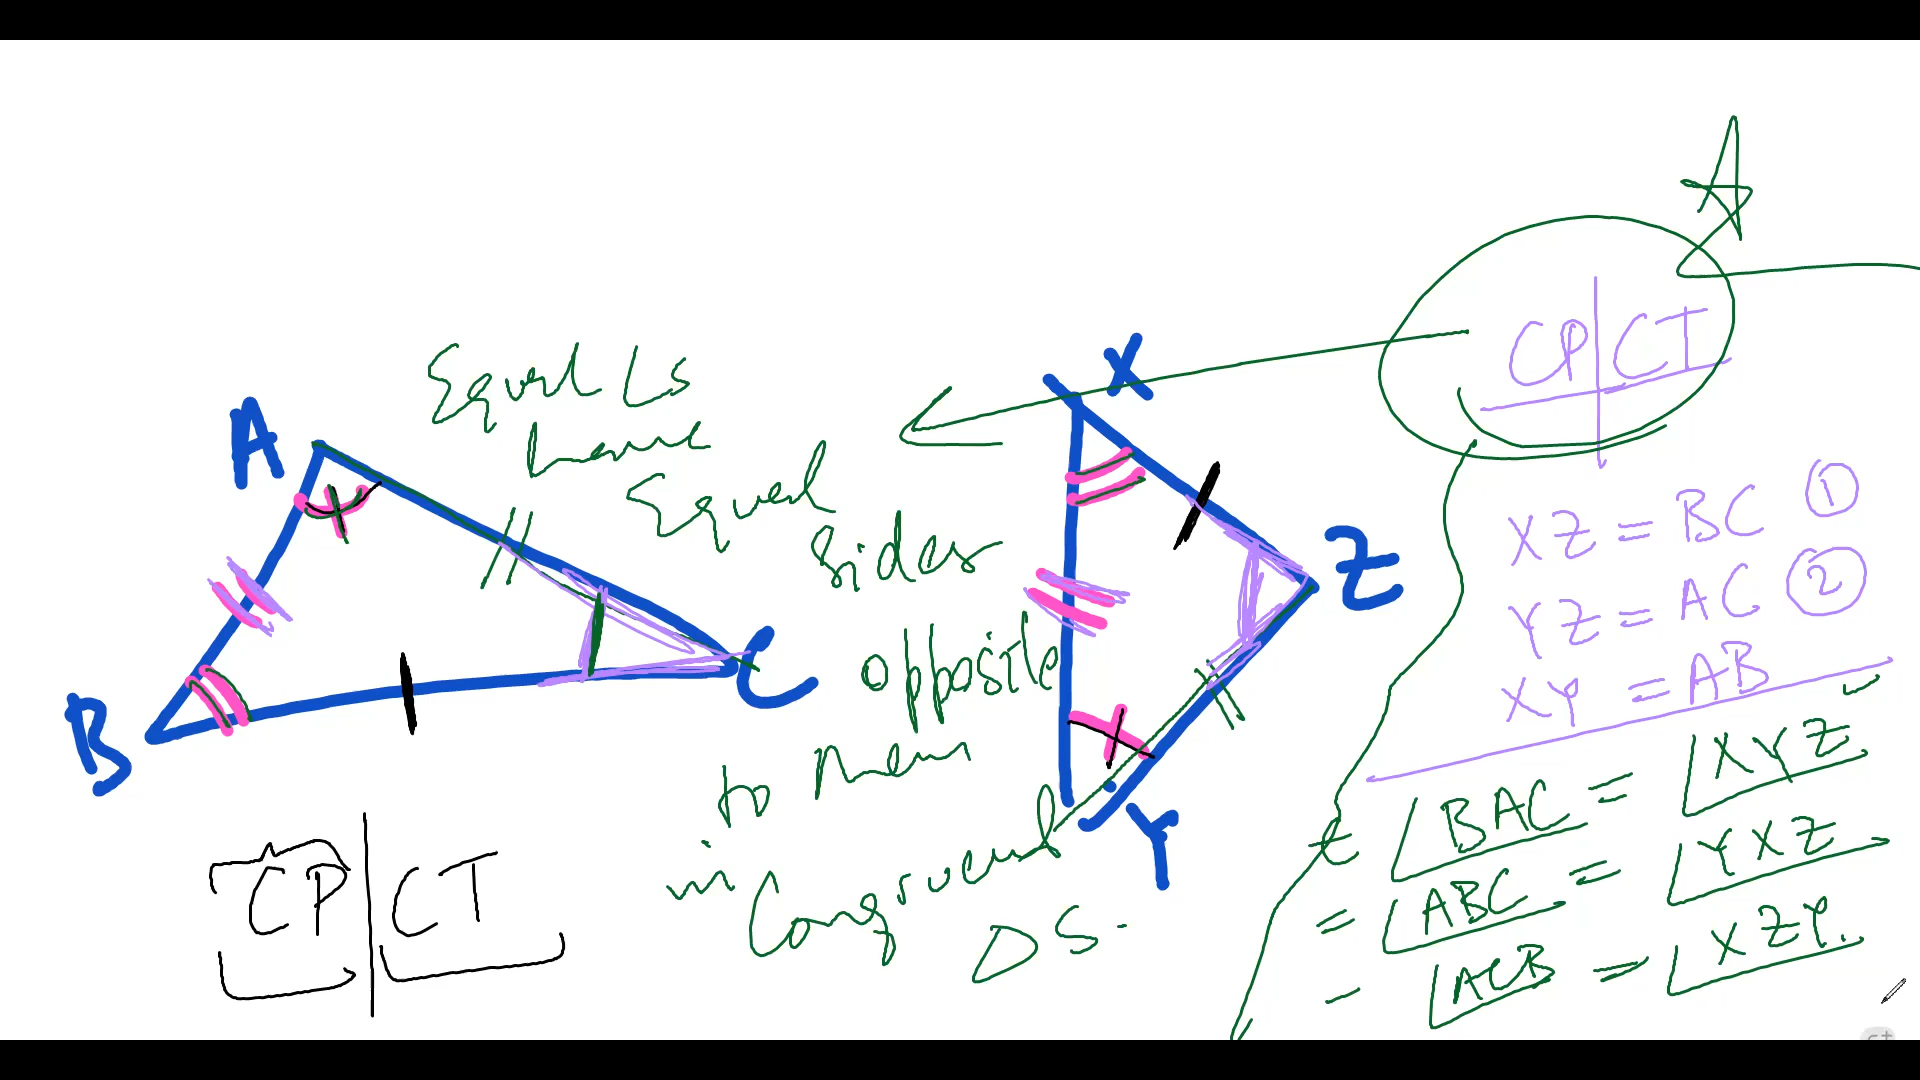 A
B
C
Equal ∠s
have
Equal
sides
opposite
to them
in Congruent
Δs.
CP|CT
X
Z
Y
CP|CT
XZ = BC ①
YZ = AC ②
XY = AB
∠BAC = ∠XYZ
= ∠ABC = ∠YXZ
- ∠ACB = ∠XZY.